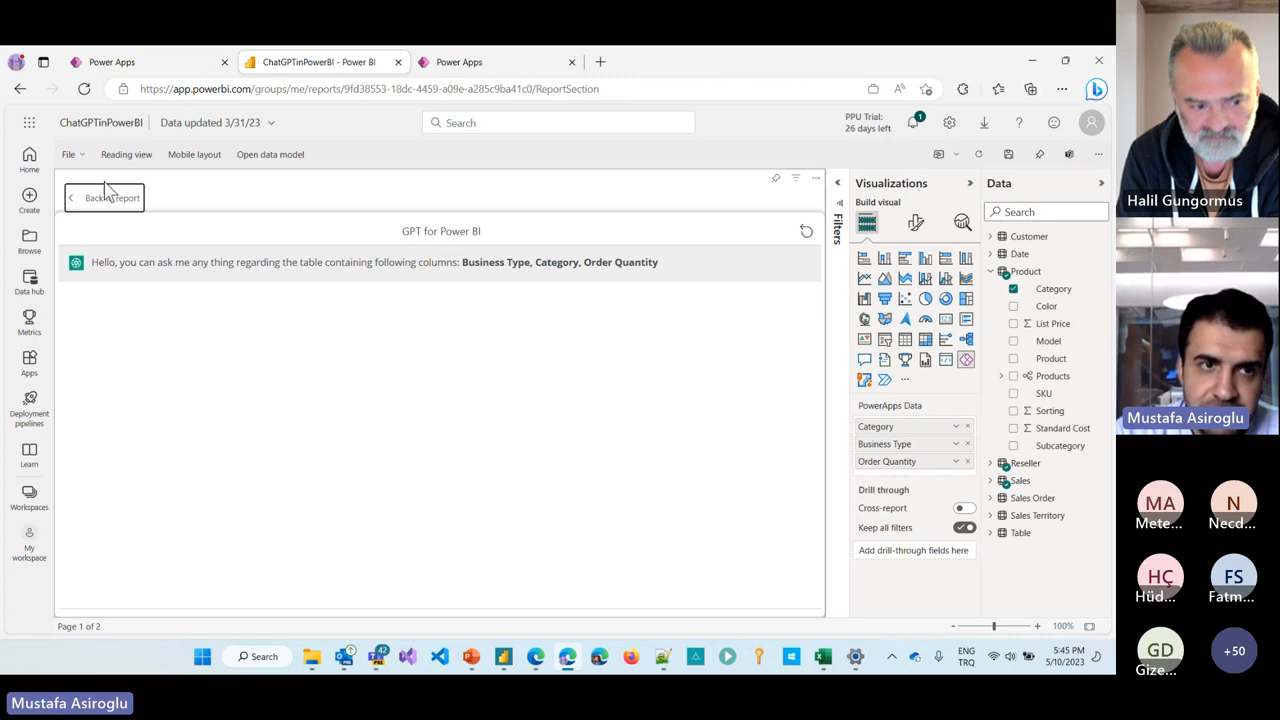 Power Apps
ChatGPTinPowerBI - Power BI
Power Apps
https://app.powerbi.com/groups/me/reports/9fd38553-18dc-4459-a09e-a285c9ba41c0/ReportSection
ChatGPTinPowerBI
Data updated 3/31/23
Search
PPU Trial:
26 days left
1
File
Reading view
Mobile layout
Open data model
Home
Create
Browse
Data hub
Metrics
Apps
Deployment
pipelines
Learn
Workspaces
My
workspace
Back report
GPT for Power BI
Hello, you can ask me any thing regarding the table containing following columns: Business Type, Category, Order Quantity
Page 1 of 2
100%
Filters
Visualizations
Build visual
PowerApps Data
Category
Business Type
Order Quantity
Drill through
Cross-report
Keep all filters
Add drill-through fields here
Data
Search
Customer
Date
Product
Category
Color
List Price
Model
Product
Products
SKU
Sorting
Standard Cost
Subcategory
Reseller
Sales
Sales Order
Sales Territory
Table
Search
42
ENG
TRQ
5:45 PM
5/10/2023
Halil Gungormus
Mustafa Asiroglu
MA
Mete...
N
Necd...
HÇ
Hüd...
FS
Fatm...
GD
Gize...
+50
Mustafa Asiroglu